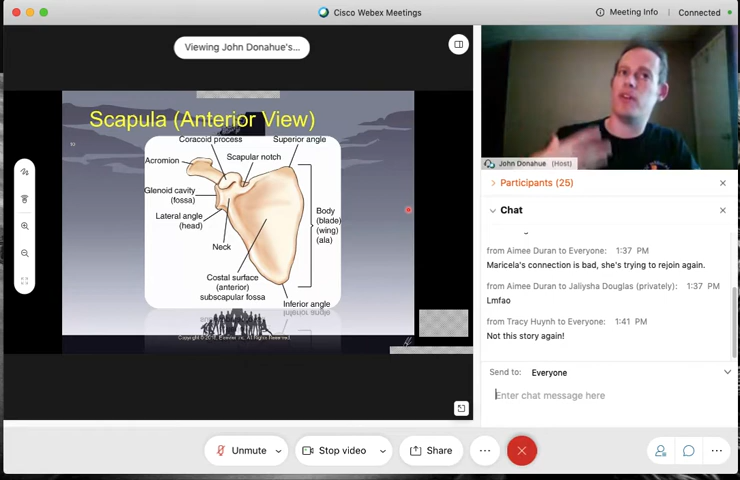 Cisco Webex Meetings
Meeting Info
Connected
Viewing John Donahue's...
Scapula (Anterior View)
10
Coracoid process
Superior angle
Acromion
Scapular notch
Glenoid cavity
(fossa)
Lateral angle
(head)
Body
(blade)
(wing)
(ala)
Neck
Costal surface
(anterior)
subscapular fossa
Inferior angle
John Donahue (Host)
Participants (25)
Chat
from Aimee Duran to Everyone: 1:37 PM
Maricela's connection is bad, she's trying to rejoin again.
from Aimee Duran to Jaliysha Douglas (privately): 1:37 PM
Lmfao
from Tracy Huynh to Everyone: 1:41 PM
Not this story again!
Send to: Everyone
Enter chat message here
Unmute
Stop video
Share